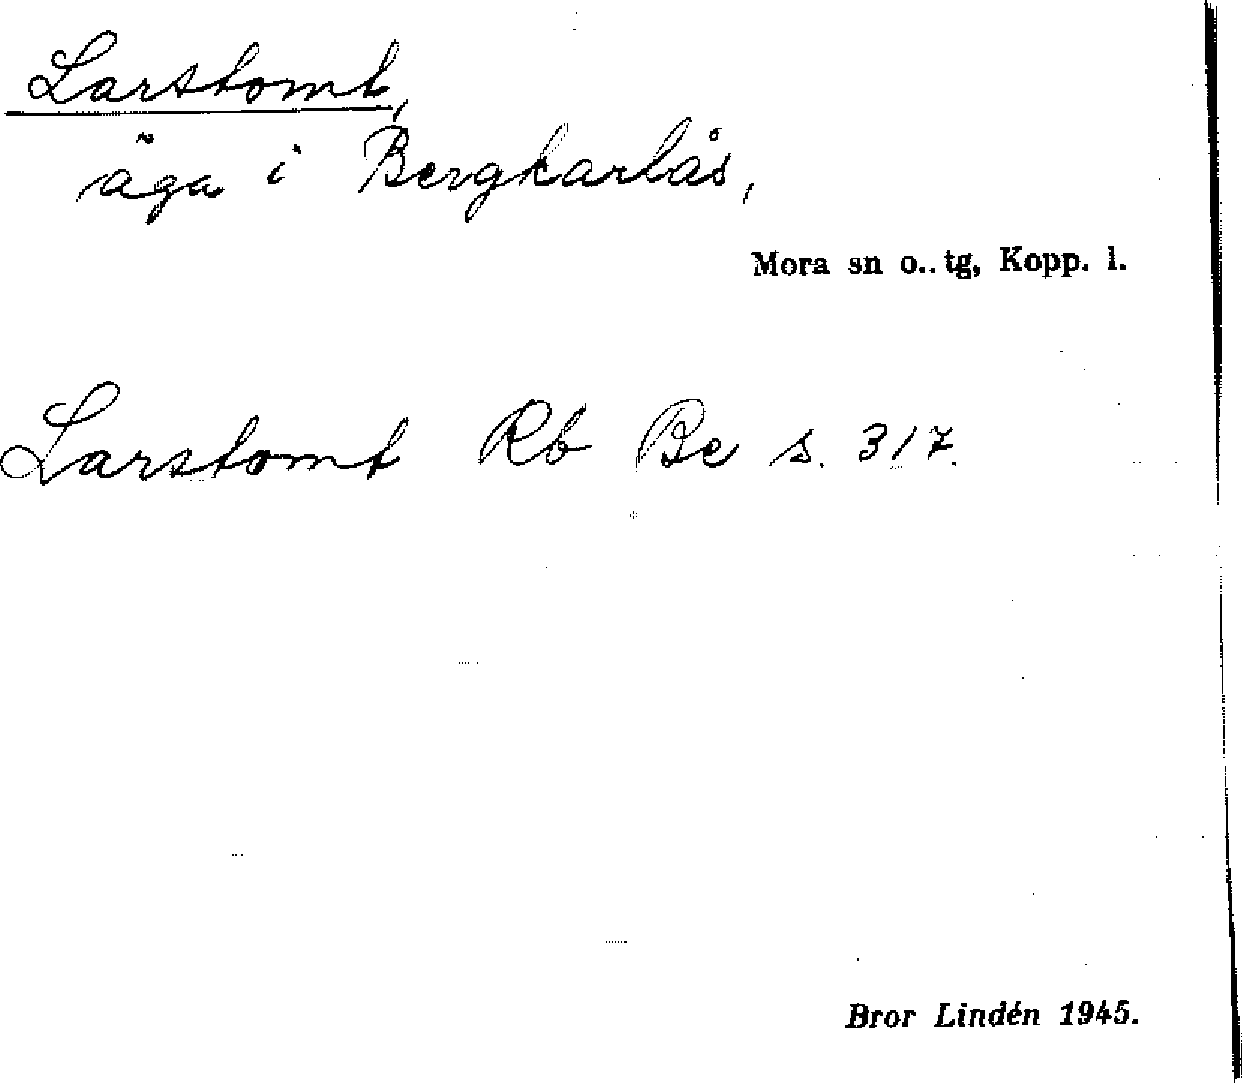 Larstomt,
äga i Bergkarlås,
Mora sn o. tg, Kopp. l.
Larstomt Rb Be s. 317.
Bror Lindén 1945.